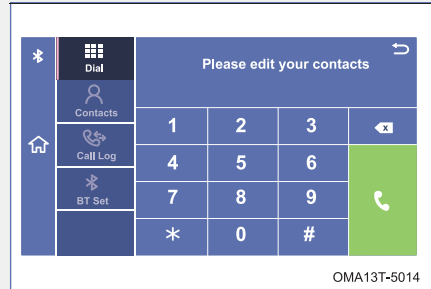 Dial
Please edit your contacts
Contacts
1 2 3 x
Call Log
4 5 6
BT Set
7 8 9
* 0 #
OMA13T-5014